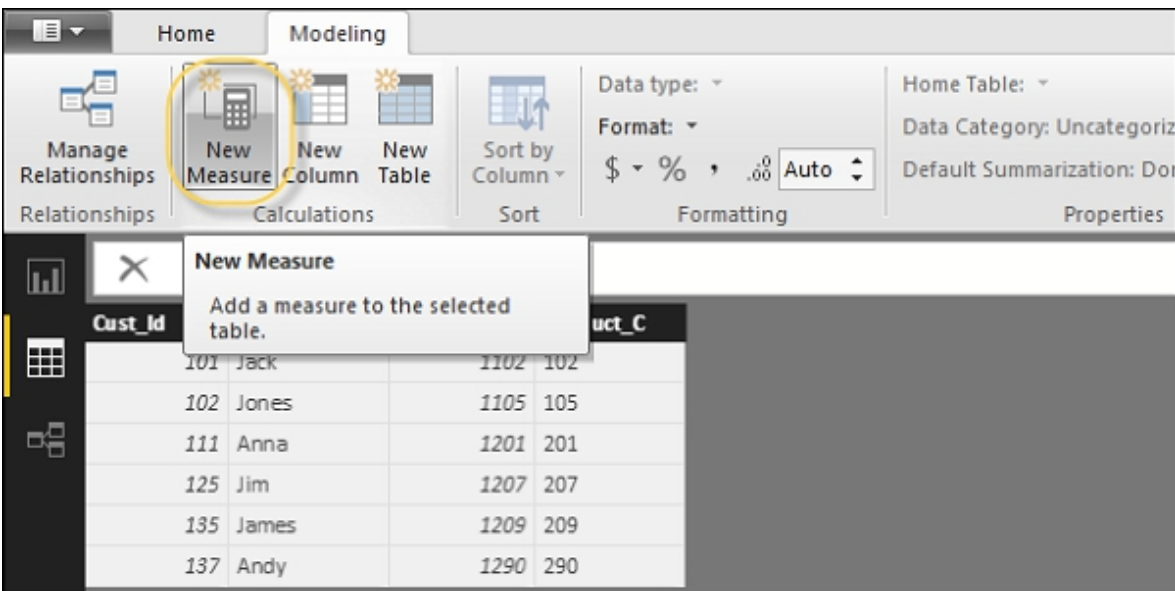 Home Modeling
Data type:
Home Table:
Format:
Data Category: Uncategoriz
Manage
Relationships
New
Measure
New
Column
New
Table
Sort by
Column
$ % , .00 Auto
Default Summarization: Don
Relationships Calculations Sort Formatting Properties
New Measure
Add a measure to the selected
table.
Cust_Id uct_C
101 Jack 1102 102
102 Jones 1105 105
111 Anna 1201 201
125 Jim 1207 207
135 James 1209 209
137 Andy 1290 290